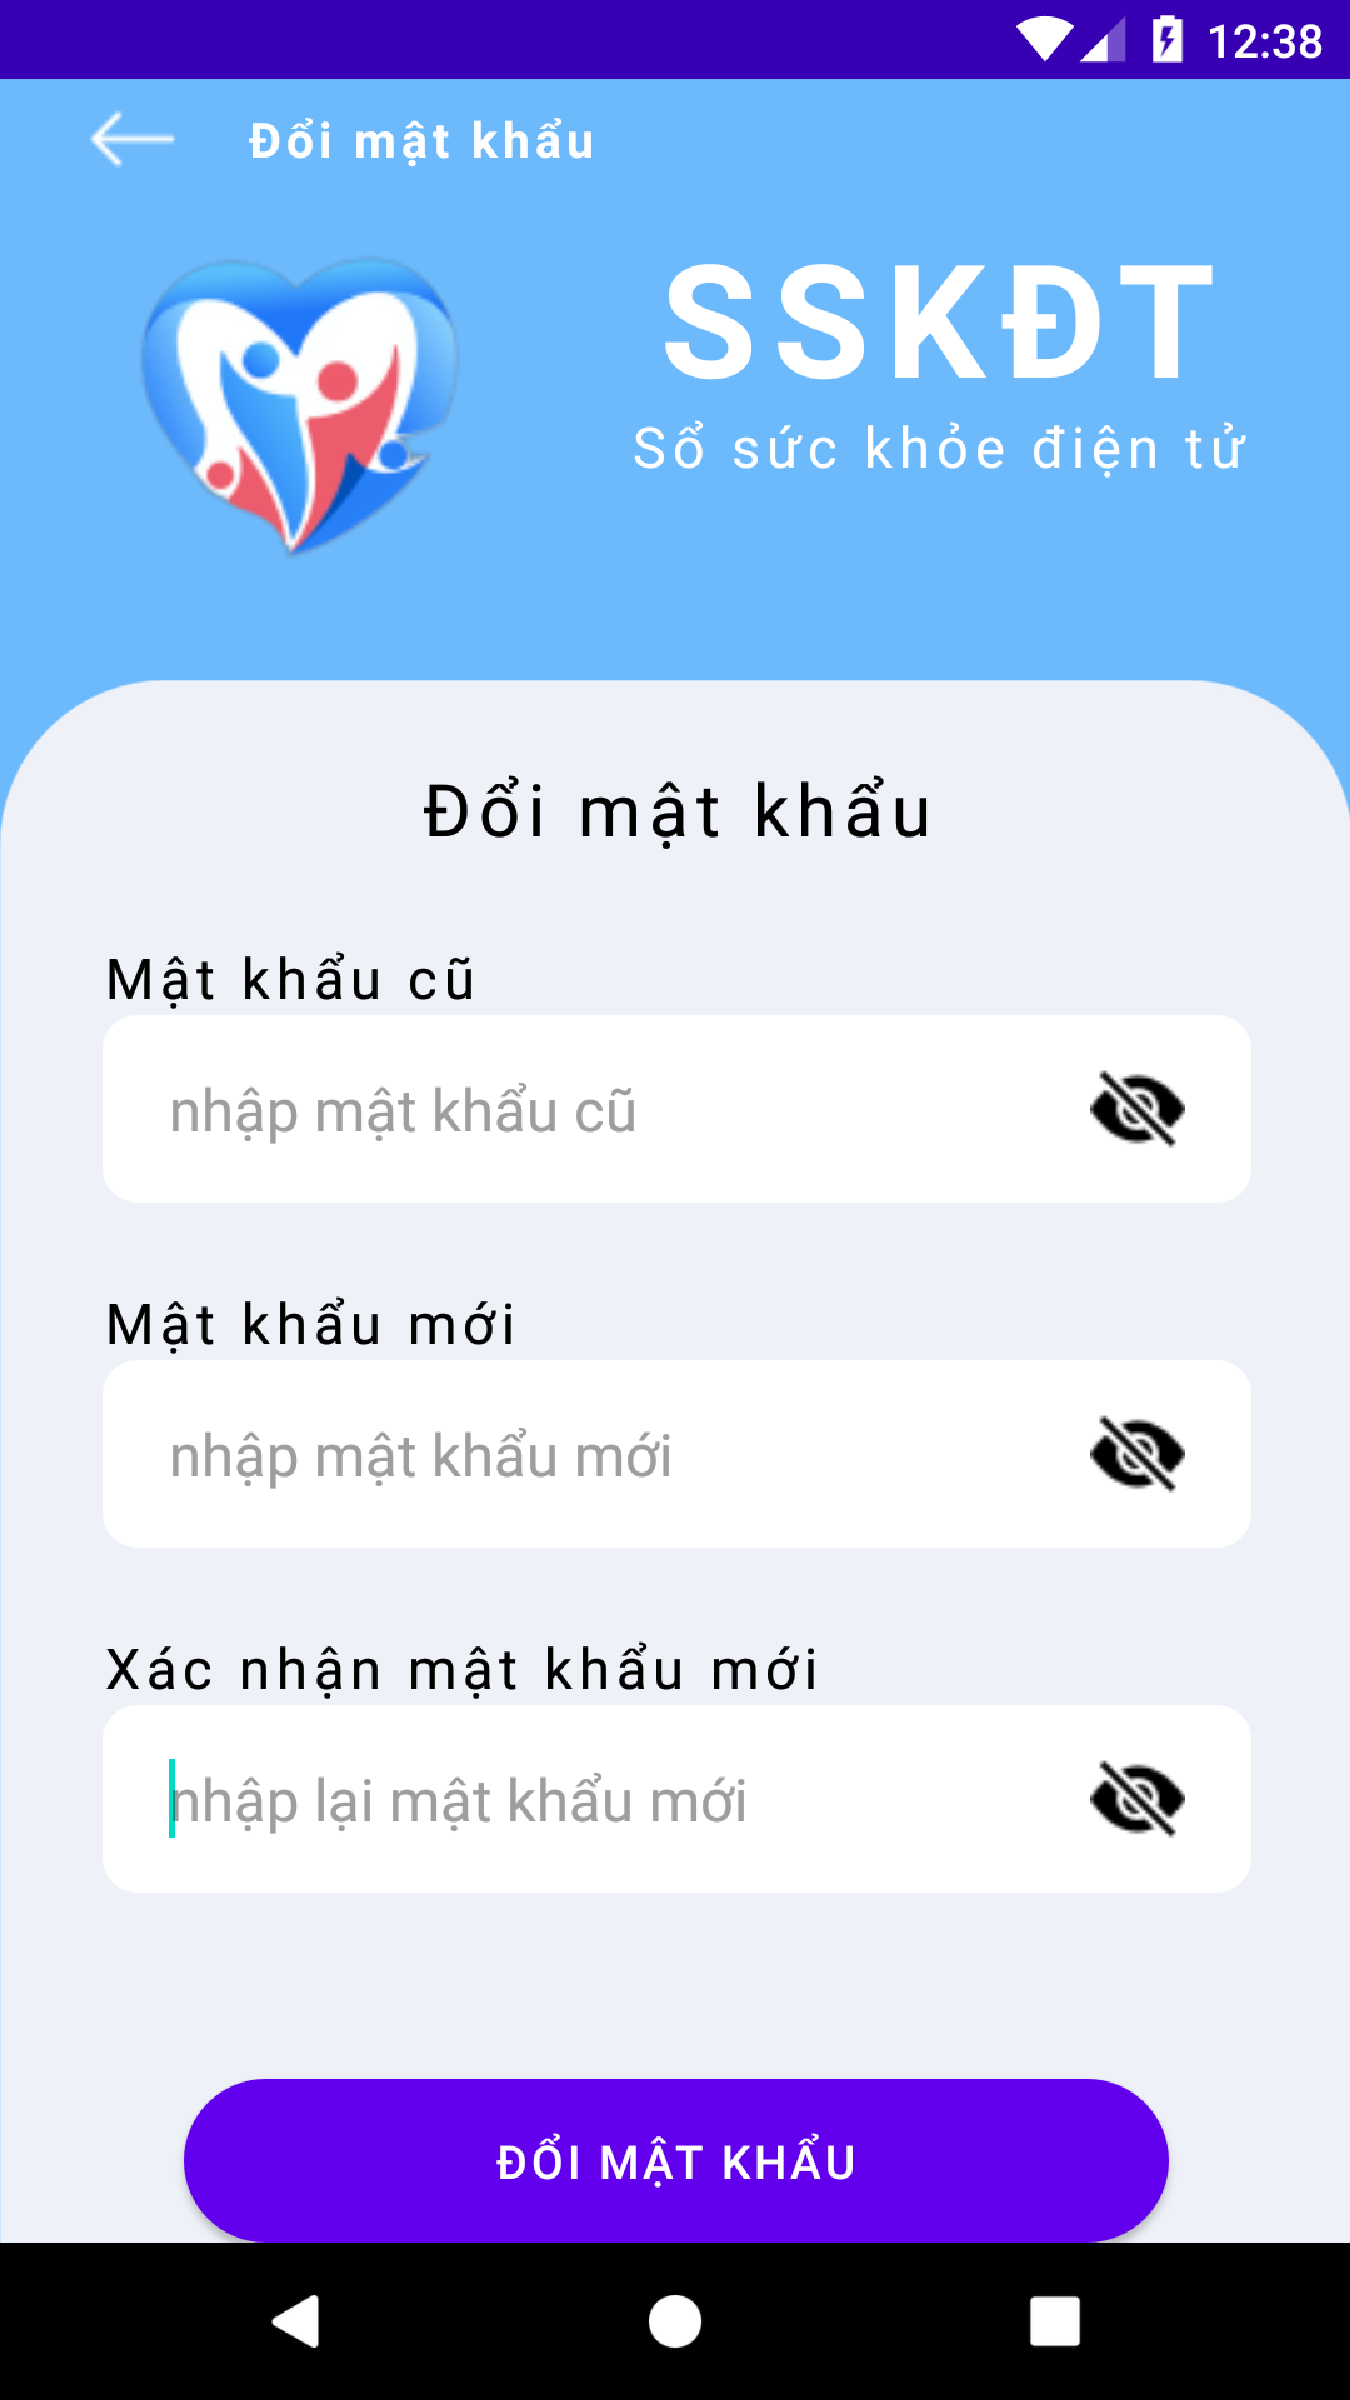 12:38
Đổi mật khẩu
SSKĐT
Sổ sức khỏe điện tử
Đổi mật khẩu
Mật khẩu cũ
nhập mật khẩu cũ
Mật khẩu mới
nhập mật khẩu mới
Xác nhận mật khẩu mới
nhập lại mật khẩu mới
ĐỔI MẬT KHẨU